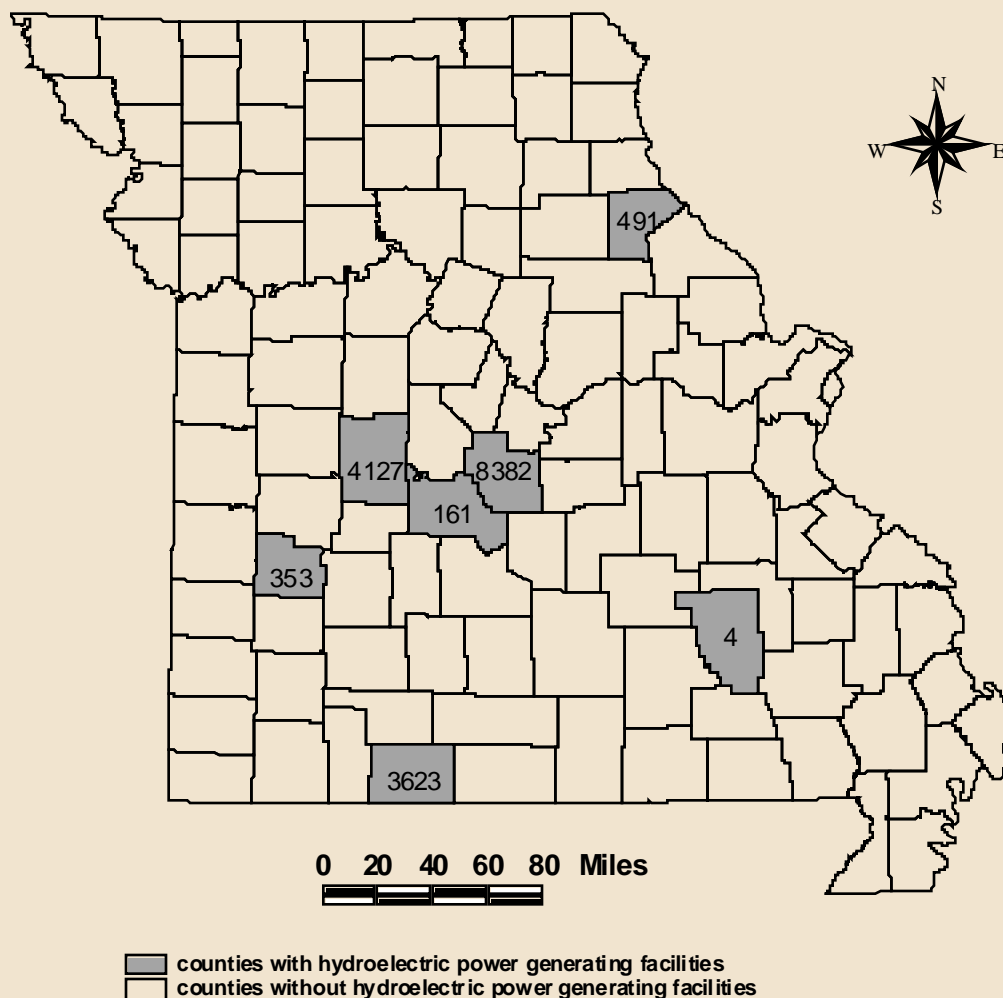 N
W E
S
491
4127
8382
161
353
4
3623
0 20 40 60 80 Miles
counties with hydroelectric power generating facilities
counties without hydroelectric power generating facilities